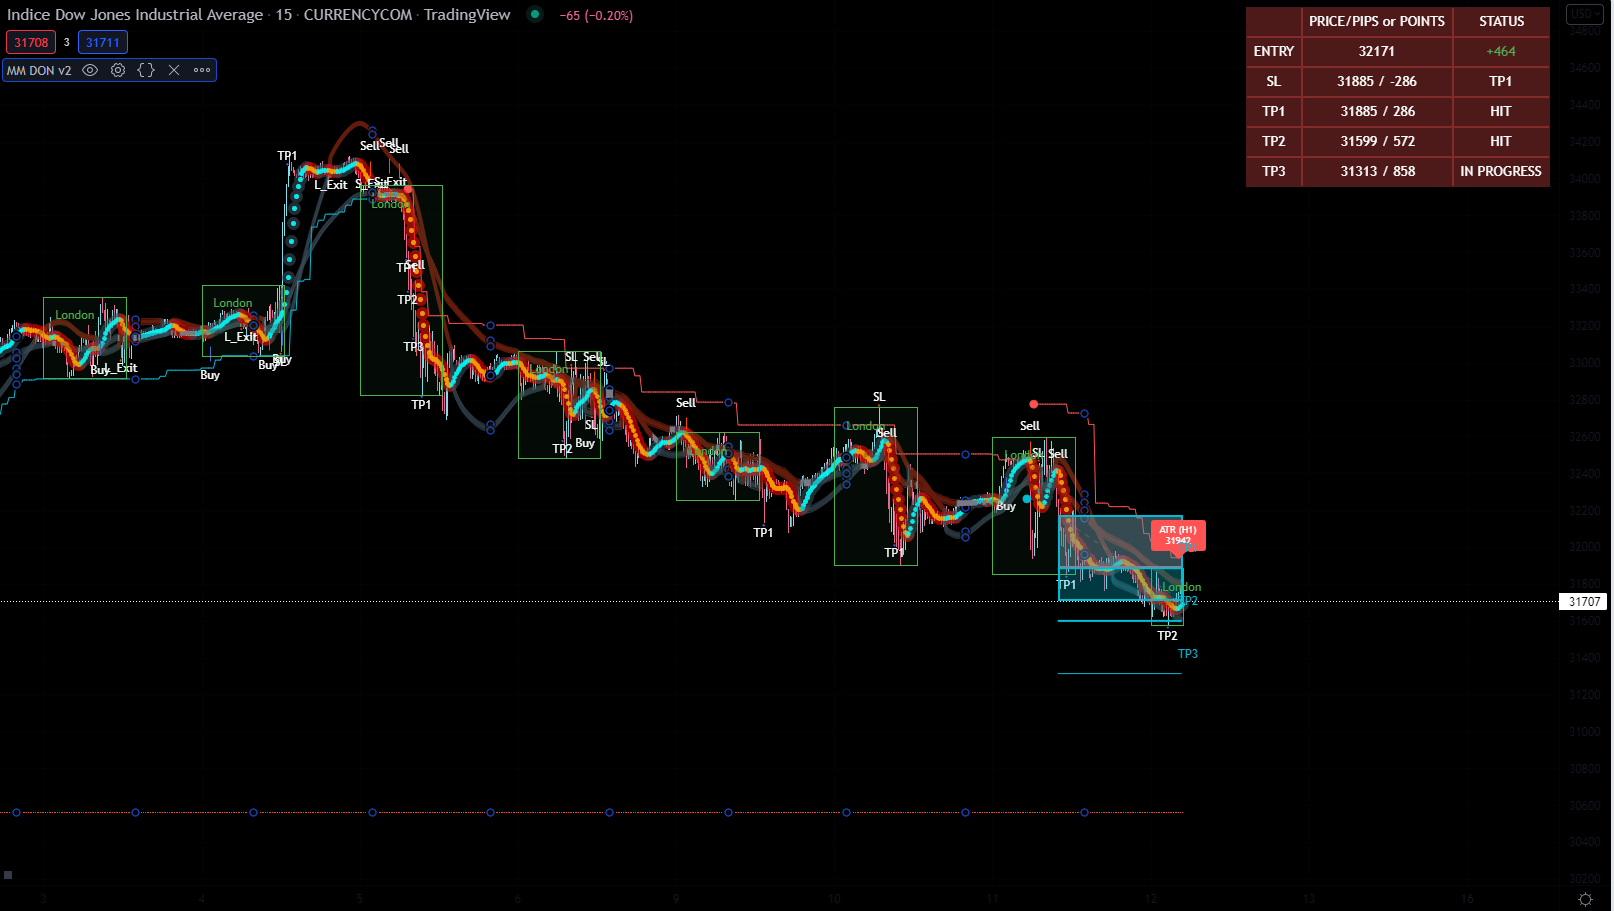 Indice Dow Jones Industrial Average · 15 · CURRENCYCOM · TradingView
−65 (−0.20%)
31708 3 31711
MM DON v2
PRICE/PIPS or POINTS STATUS
ENTRY 32171 +464
SL 31885 / -286 TP1
TP1 31885 / 286 HIT
TP2 31599 / 572 HIT
TP3 31313 / 858 IN PROGRESS
USD
34800
34600
34400
34200
34000
33800
33600
33400
33200
33000
32800
32600
32400
32200
32000
31800
31707
31600
31400
31200
31000
30800
30600
30400
30200
TP1
L_Exit
Sell
Sell
Sell
London
Sell
TP2
TP3
TP1
London
L_Exit
Buy
Buy
Buy
London
Buy
L_Exit
SL
Sell
SL
London
SL
TP2
Buy
Sell
London
TP1
SL
London
Sell
TP1
Sell
London
SL
Sell
Buy
TP1
ATR (H1)
31942
London
TP2
TP2
TP3
3 4 5 6 9 10 11 12 13 16